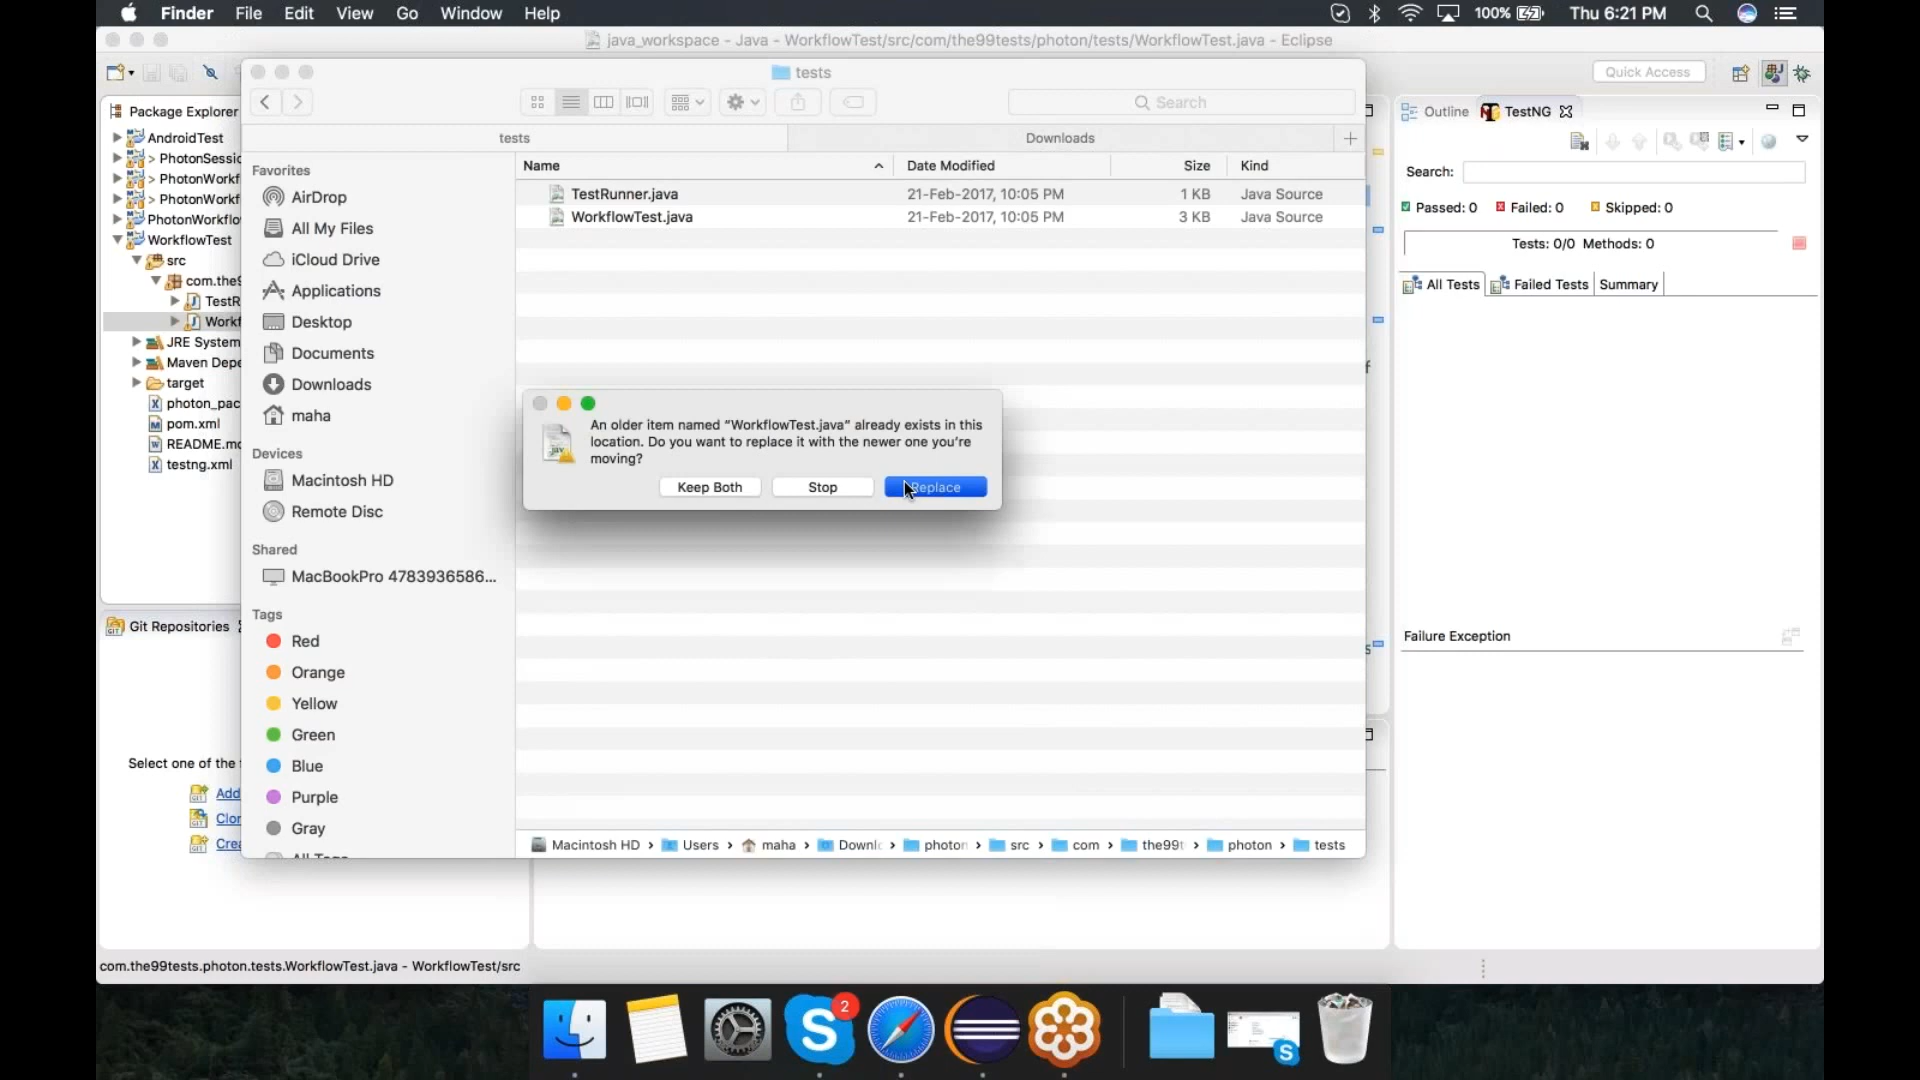 Finder File Edit View Go Window Help
100% Thu 6:21 PM
java_workspace - Java - WorkflowTest/src/com/the99tests/photon/tests/WorkflowTest.java - Eclipse
Quick Access
tests
Search
tests Downloads
Package Explorer
AndroidTest
> PhotonSessic
> PhotonWorkf
> PhotonWorkf
PhotonWorkflo
WorkflowTest
src
com.the9
TestR
Workf
JRE System
Maven Depe
target
photon_pac
pom.xml
README.mc
testng.xml
Git Repositories
Select one of the
Add
Clor
Crea
Favorites
AirDrop
All My Files
iCloud Drive
Applications
Desktop
Documents
Downloads
maha
Devices
Macintosh HD
Remote Disc
Shared
MacBookPro 4783936586...
Tags
Red
Orange
Yellow
Green
Blue
Purple
Gray
All Tags
Name Date Modified Size Kind
TestRunner.java 21-Feb-2017, 10:05 PM 1 KB Java Source
WorkflowTest.java 21-Feb-2017, 10:05 PM 3 KB Java Source
An older item named "WorkflowTest.java" already exists in this
location. Do you want to replace it with the newer one you're
moving?
Keep Both Stop Replace
Macintosh HD › Users › maha › Downl › photon › src › com › the99t › photon › tests
Outline TestNG
Search:
Passed: 0 Failed: 0 Skipped: 0
Tests: 0/0 Methods: 0
All Tests Failed Tests Summary
Failure Exception
com.the99tests.photon.tests.WorkflowTest.java - WorkflowTest/src
2